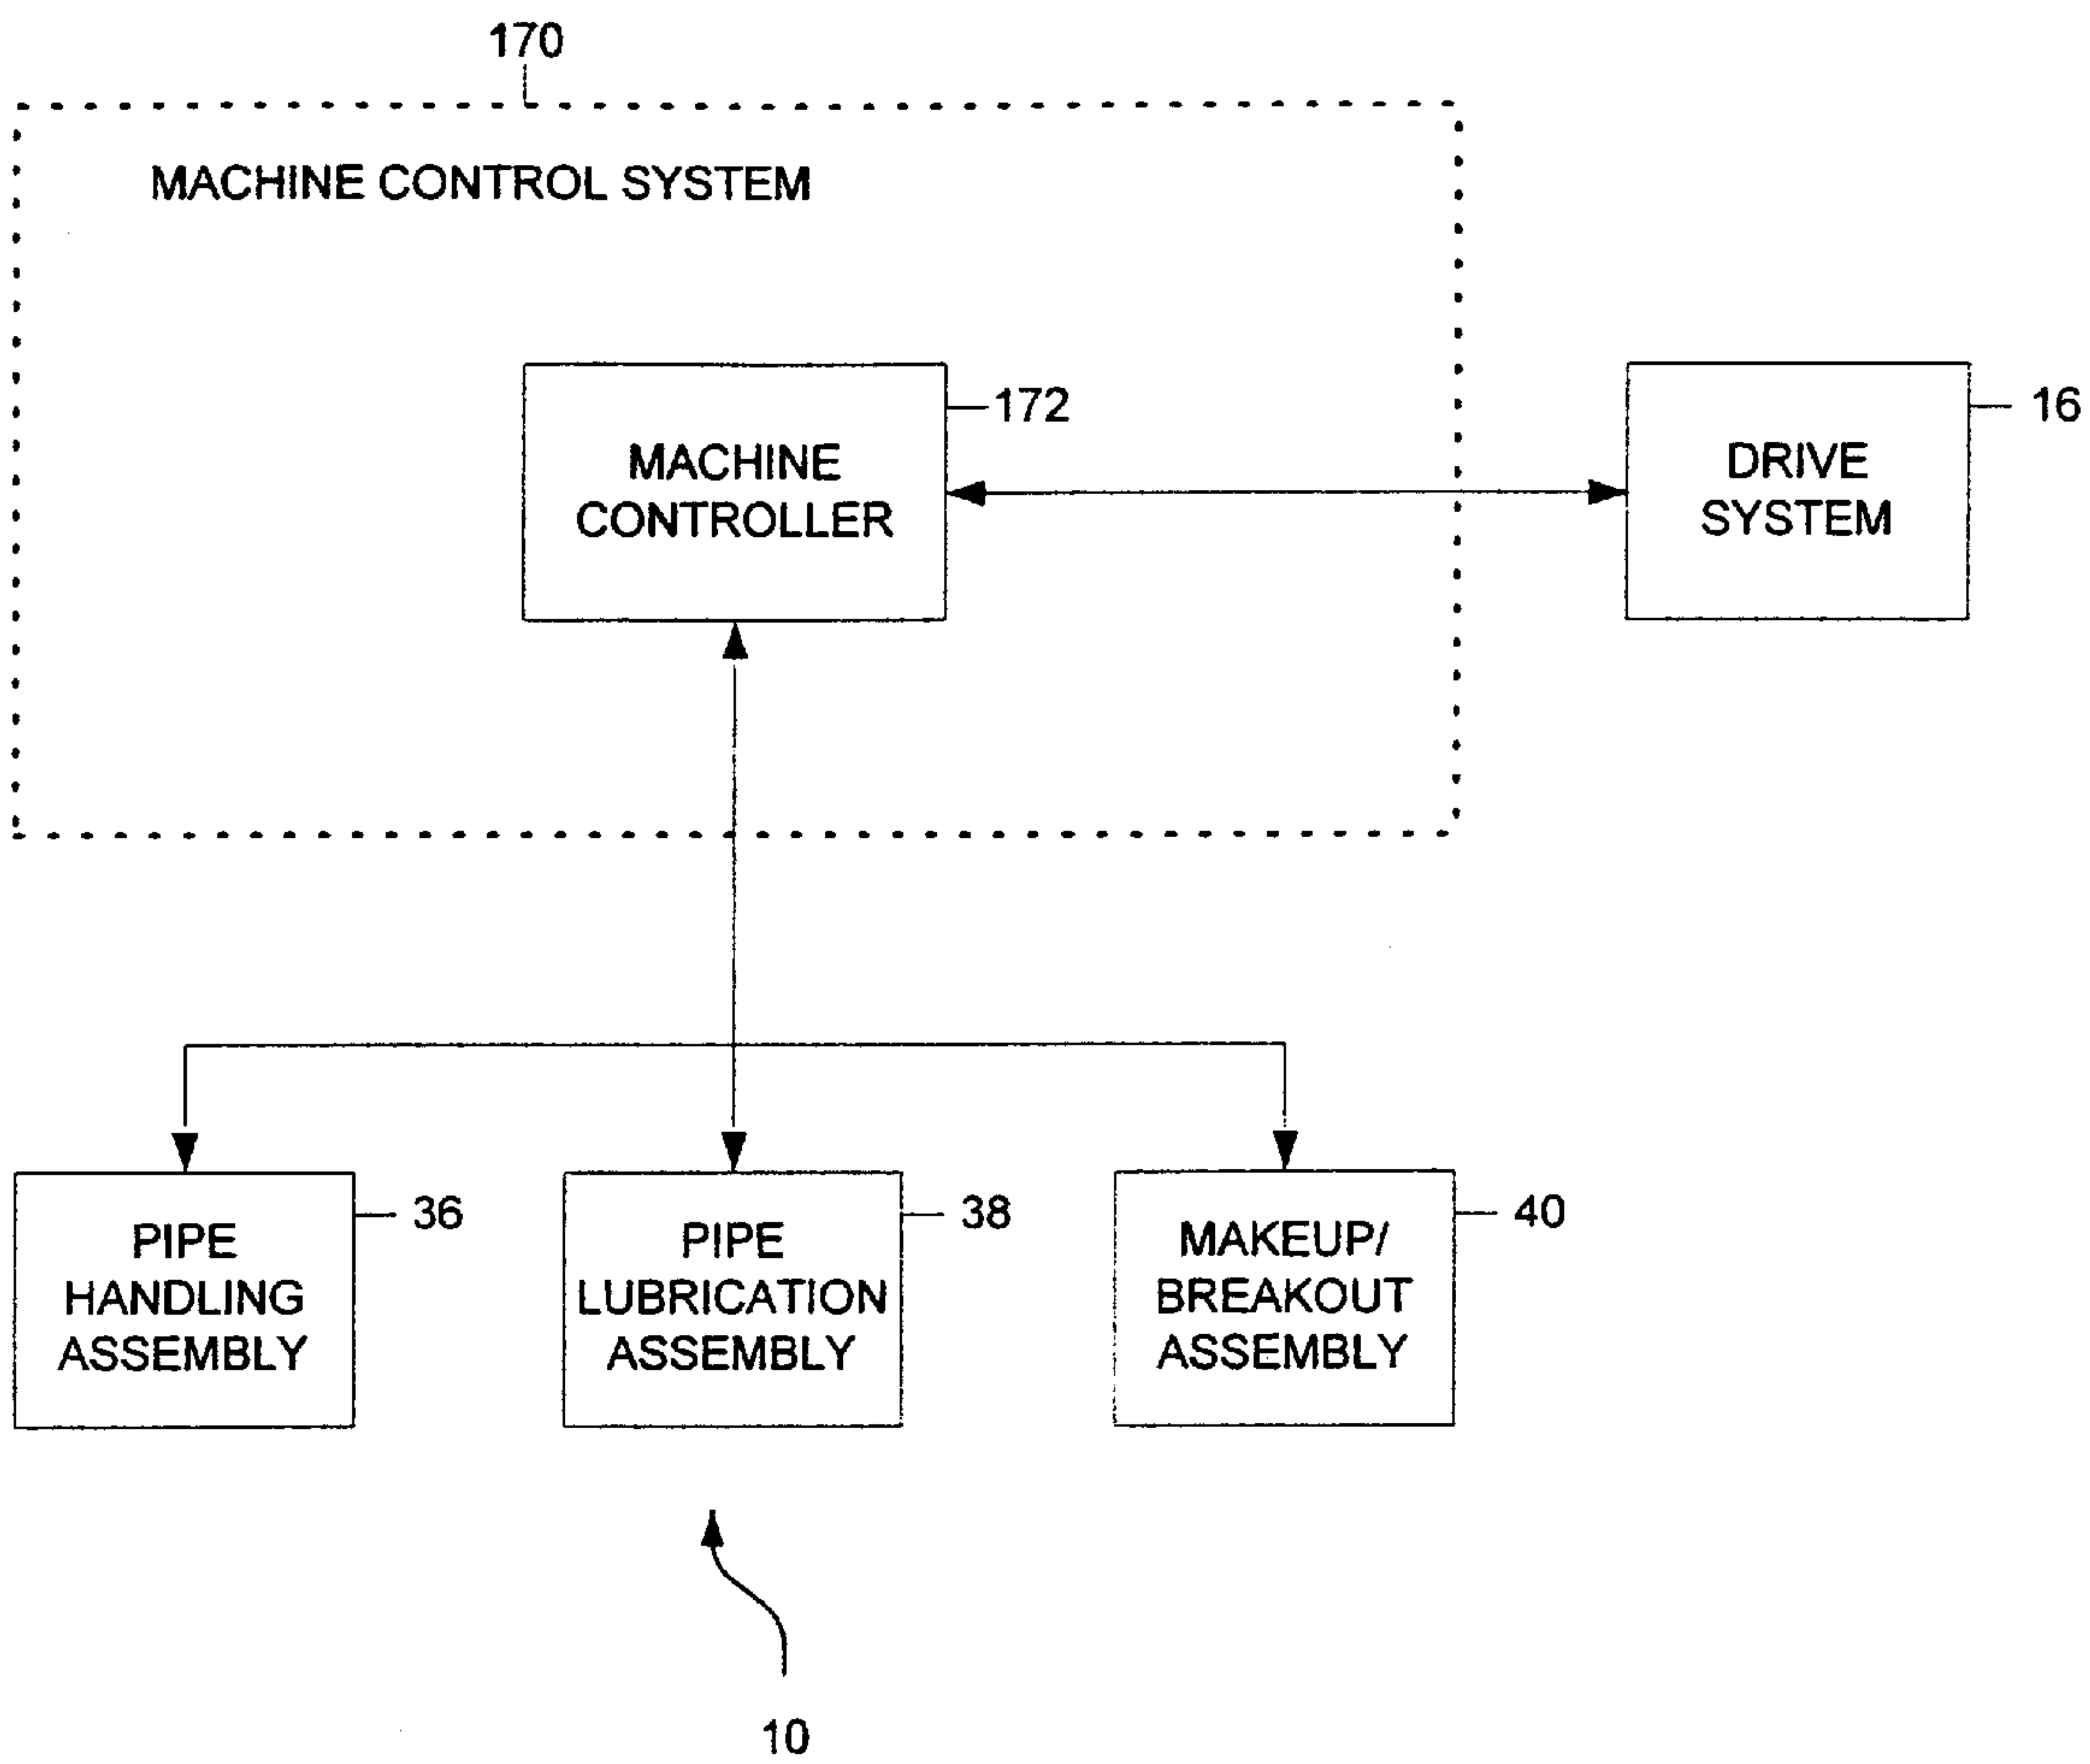 170
MACHINE CONTROL SYSTEM
172
MACHINE
CONTROLLER
16
DRIVE
SYSTEM
36
PIPE
HANDLING
ASSEMBLY
38
PIPE
LUBRICATION
ASSEMBLY
40
MAKEUP/
BREAKOUT
ASSEMBLY
10